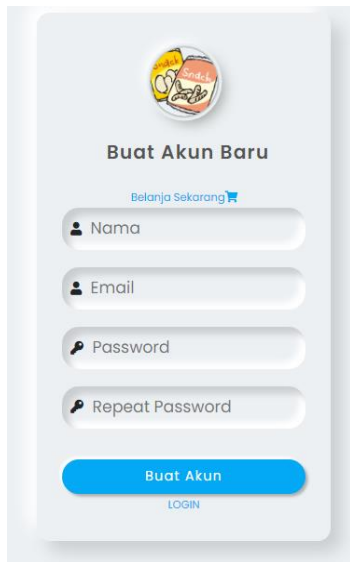 Snack
Snack
Buat Akun Baru
Belanja Sekarang
Nama
Email
Password
Repeat Password
Buat Akun
LOGIN